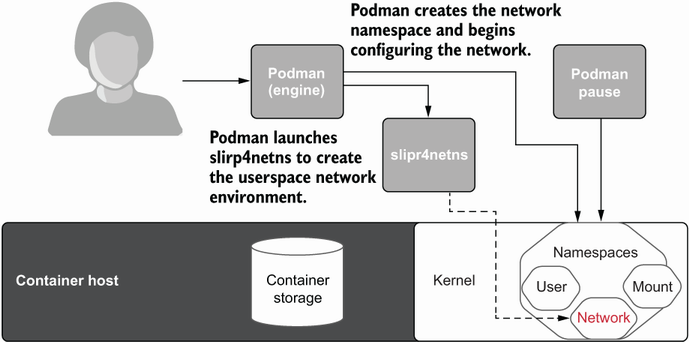 Podman creates the network
namespace and begins
configuring the network.
Podman
(engine)
Podman
pause
Podman launches
slirp4netns to create
the userspace network
environment.
slipr4netns
Container host
Container
storage
Kernel
Namespaces
User
Mount
Network